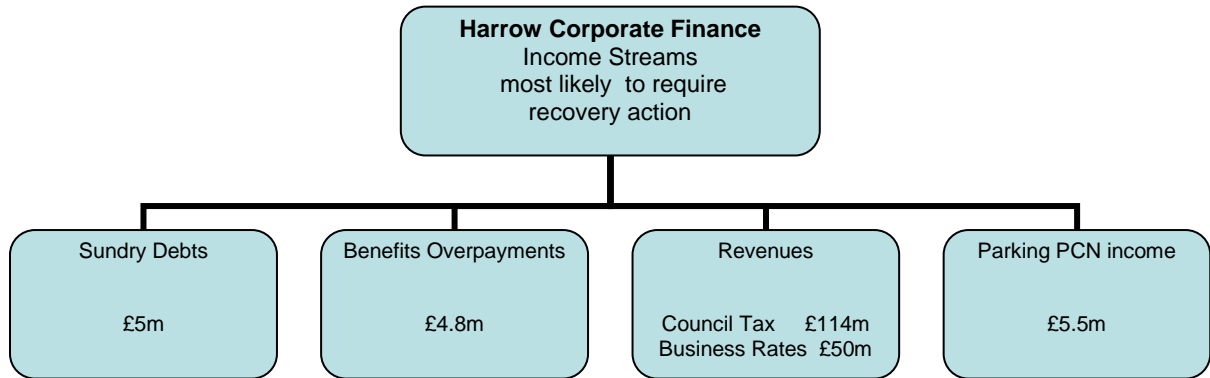 Harrow Corporate Finance
Income Streams
most likely to require
recovery action
Sundry Debts
£5m
Benefits Overpayments
£4.8m
Revenues
Council Tax £114m
Business Rates £50m
Parking PCN income
£5.5m